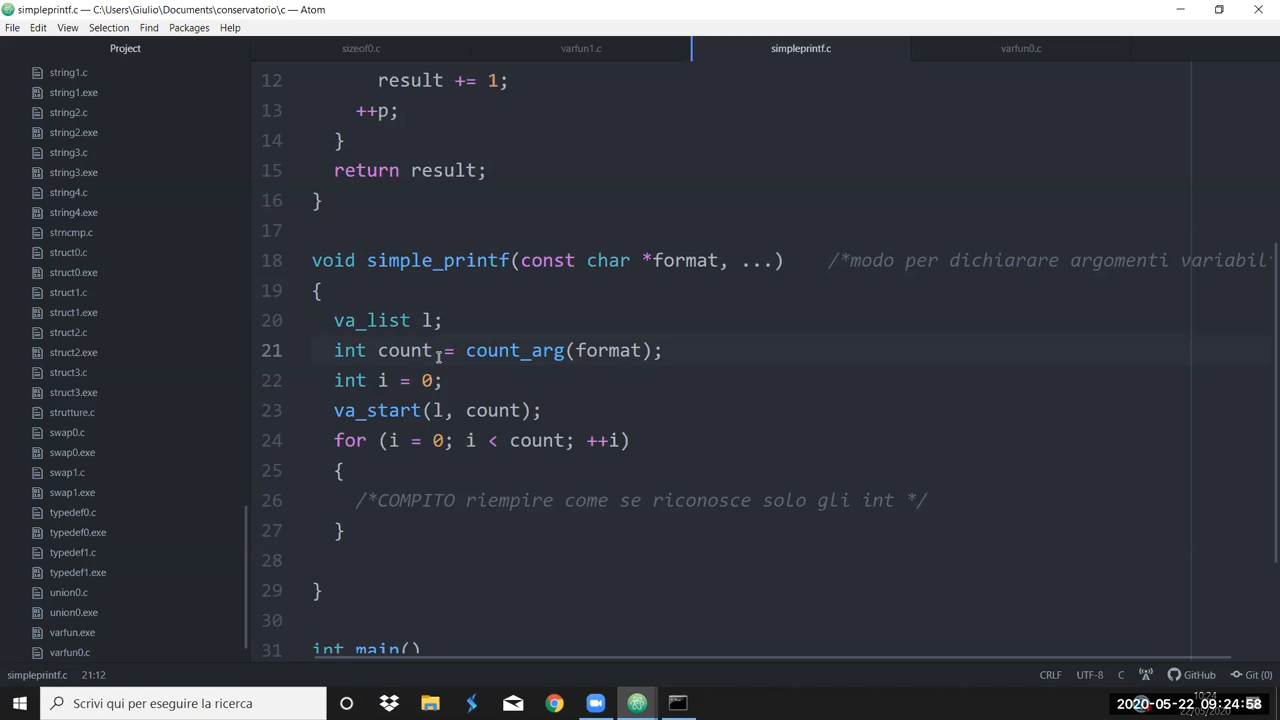 simpleprintf.c — C:\Users\Giulio\Documents\conservatorio\c — Atom
File Edit View Selection Find Packages Help
Project
sizeof0.c
varfun1.c
simpleprintf.c
varfun0.c
string1.c
string1.exe
string2.c
string2.exe
string3.c
string3.exe
string4.c
string4.exe
strncmp.c
struct0.c
struct0.exe
struct1.c
struct1.exe
struct2.c
struct2.exe
struct3.c
struct3.exe
strutture.c
swap0.c
swap0.exe
swap1.c
swap1.exe
typedef0.c
typedef0.exe
typedef1.c
typedef1.exe
union0.c
union0.exe
varfun.exe
varfun0.c
12 result += 1;
13 ++p;
14 }
15 return result;
16 }
17
18 void simple_printf(const char *format, ...) /*modo per dichiarare argomenti variabil
19 {
20 va_list l;
21 int count = count_arg(format);
22 int i = 0;
23 va_start(l, count);
24 for (i = 0; i < count; ++i)
25 {
26 /*COMPITO riempire come se riconosce solo gli int */
27 }
28
29 }
30
31 int main()
simpleprintf.c 21:12
CRLF UTF-8 C GitHub Git (0)
Scrivi qui per eseguire la ricerca
10:24
22/05/2020
2020-05-22 09:24:58